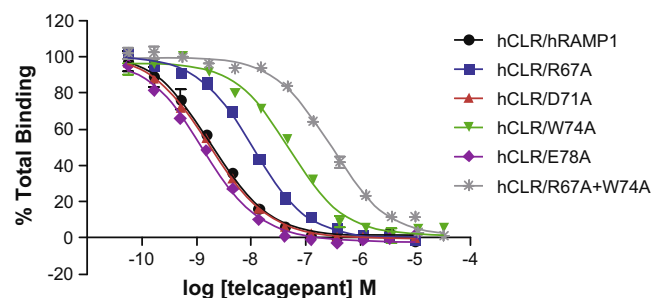 120
100
80
60
40
20
0
-20
% Total Binding
-10 -9 -8 -7 -6 -5 -4
log [telcagepant] M
hCLR/hRAMP1
hCLR/R67A
hCLR/D71A
hCLR/W74A
hCLR/E78A
hCLR/R67A+W74A